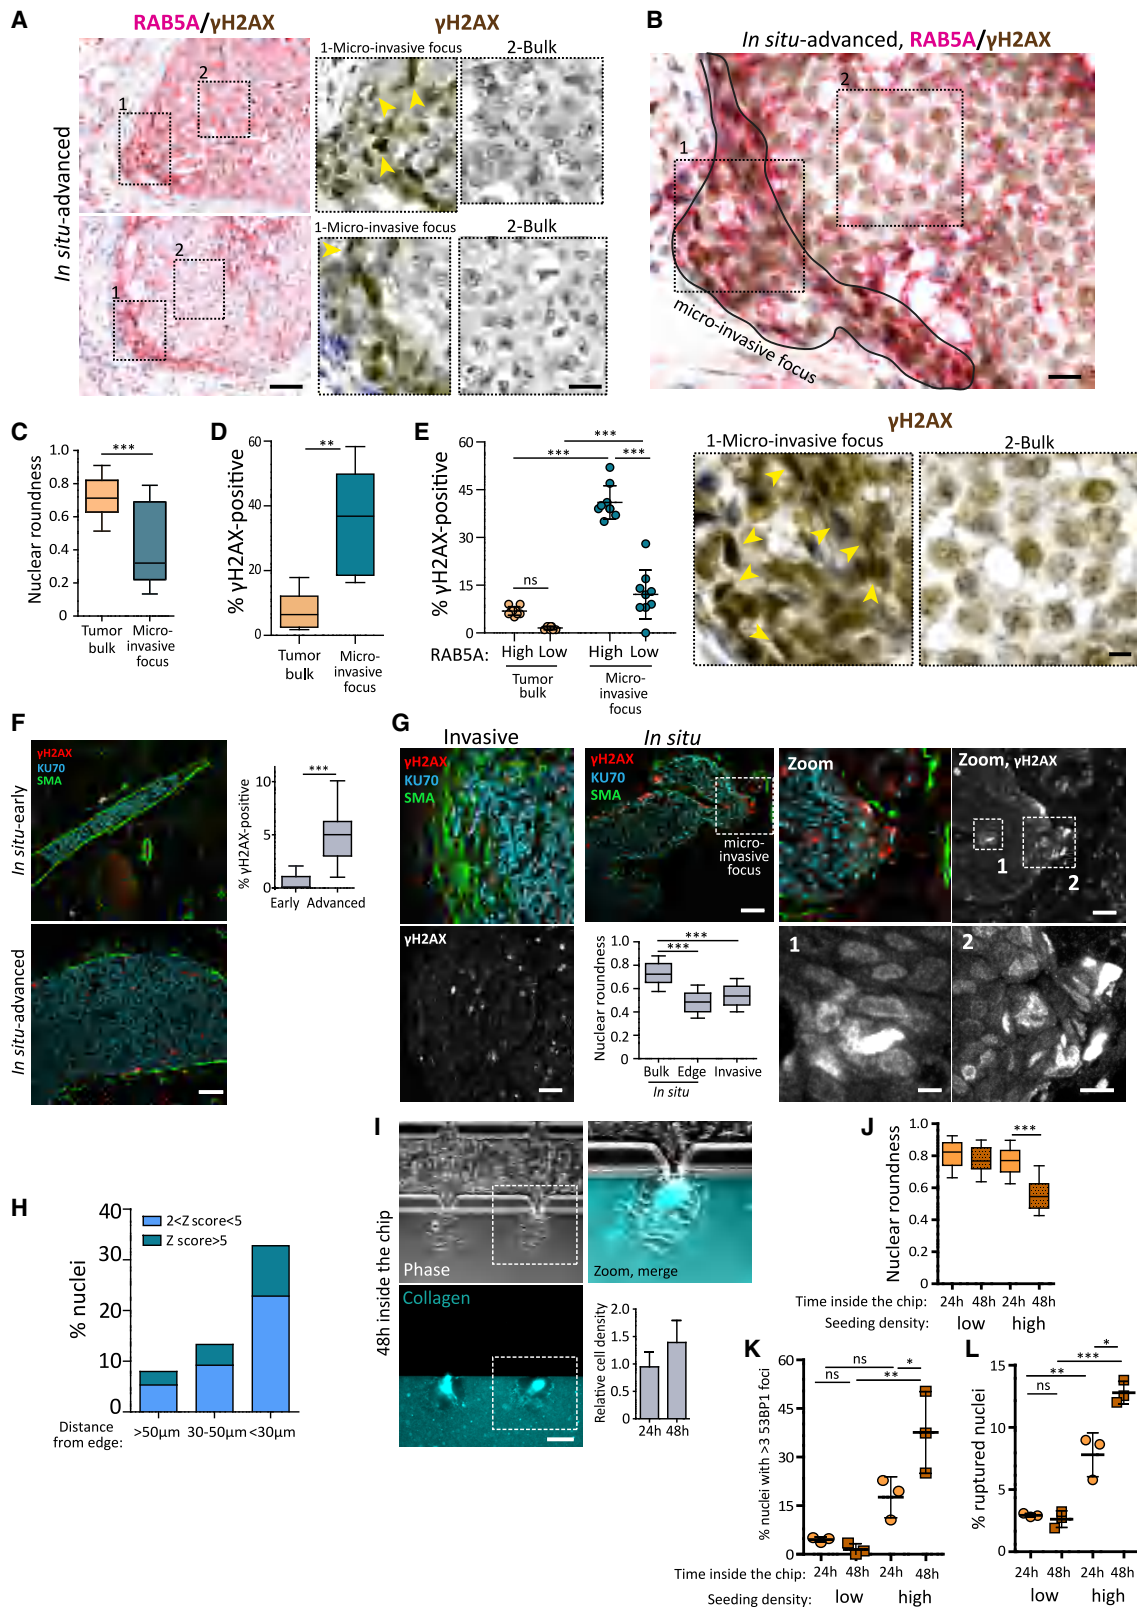 A
RAB5A/γH2AX
γH2AX
1-Micro-invasive focus
2-Bulk
In situ-advanced
1
2
1-Micro-invasive focus
2-Bulk
1
2
B
In situ-advanced, RAB5A/γH2AX
1
2
micro-invasive focus
γH2AX
1-Micro-invasive focus
2-Bulk
C
***
Nuclear roundness
1.0
0.8
0.6
0.4
0.2
0
Tumor bulk
Micro-invasive focus
D
**
% γH2AX-positive
60
40
20
0
Tumor bulk
Micro-invasive focus
E
***
***
***
ns
% γH2AX-positive
60
45
30
15
0
RAB5A: High Low High Low
Tumor bulk
Micro-invasive focus
F
In situ-early
γH2AX
KU70
SMA
***
% γH2AX-positive
10
5
0
Early Advanced
In situ-advanced
G
Invasive
In situ
γH2AX
KU70
SMA
γH2AX
KU70
SMA
micro-invasive focus
Zoom
Zoom, γH2AX
1
2
γH2AX
***
***
Nuclear roundness
1.0
0.8
0.6
0.4
0
Bulk Edge Invasive
In situ
1
2
H
% nuclei
40
30
20
10
0
2<Z score<5
Z score>5
Distance from edge:
>50μm 30-50μm <30μm
I
48h inside the chip
Phase
Zoom, merge
Collagen
Relative cell density
2.0
1.5
1.0
0.5
0
24h 48h
J
***
Nuclear roundness
1.0
0.8
0.6
0.4
0
Time inside the chip: 24h 48h 24h 48h
Seeding density: low high
K
ns
*
ns
**
% nuclei with >3 53BP1 foci
60
45
30
15
0
Time inside the chip: 24h 48h 24h 48h
Seeding density: low high
L
*
***
**
ns
% ruptured nuclei
15
10
5
0
24h 48h 24h 48h
low high